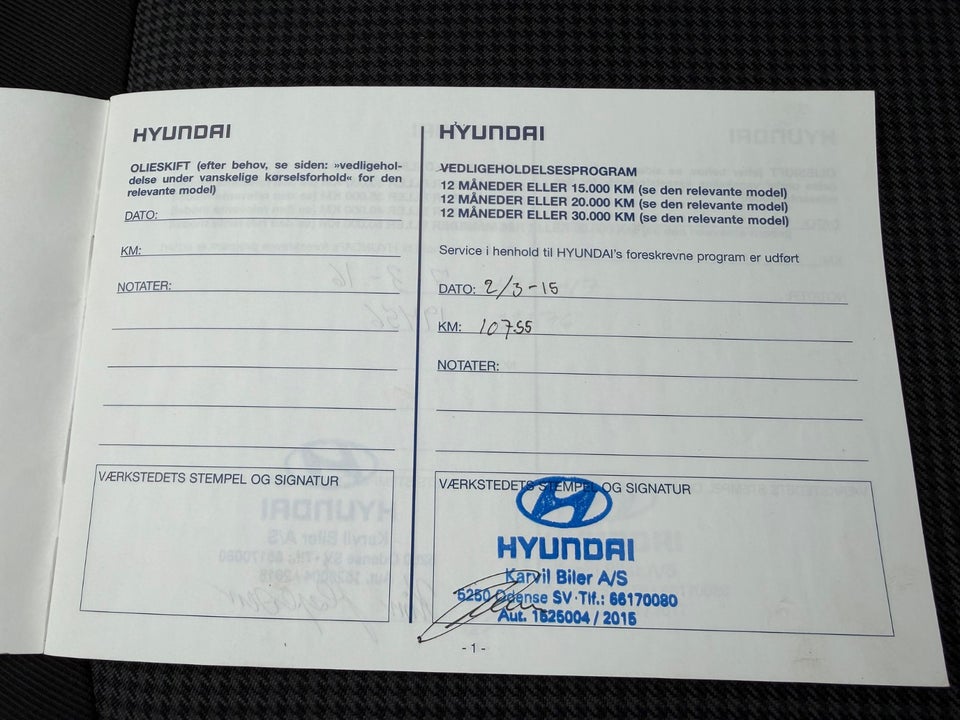 HYUNDAI
OLIESKIFT (efter behov, se siden: »vedligehol-
delse under vanskelige kørselsforhold« for den
relevante model)
DATO:
KM:
NOTATER:
VÆRKSTEDETS STEMPEL OG SIGNATUR
HYUNDAI
VEDLIGEHOLDELSESPROGRAM
12 MÅNEDER ELLER 15.000 KM (se den relevante model)
12 MÅNEDER ELLER 20.000 KM (se den relevante model)
12 MÅNEDER ELLER 30.000 KM (se den relevante model)
Service i henhold til HYUNDAI's foreskrevne program er udført
DATO: 2/3-15
KM: 10755
NOTATER:
VÆRKSTEDETS STEMPEL OG SIGNATUR
HYUNDAI
Karvil Biler A/S
5250 Odense SV·Tlf.: 66170080
Aut. 1525004 / 2015
- 1 -